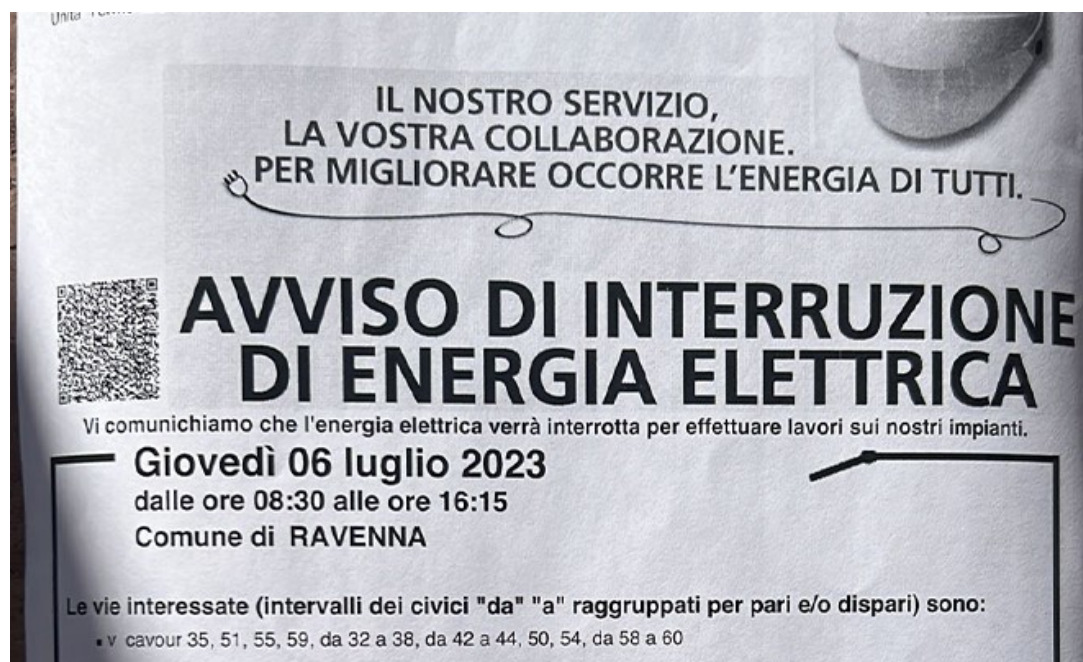 Unità
IL NOSTRO SERVIZIO,
LA VOSTRA COLLABORAZIONE.
PER MIGLIORARE OCCORRE L'ENERGIA DI TUTTI.
AVVISO DI INTERRUZIONE
DI ENERGIA ELETTRICA
Vi comunichiamo che l'energia elettrica verrà interrotta per effettuare lavori sui nostri impianti.
Giovedì 06 luglio 2023
dalle ore 08:30 alle ore 16:15
Comune di RAVENNA
Le vie interessate (intervalli dei civici "da" "a" raggruppati per pari e/o dispari) sono:
• v cavour 35, 51, 55, 59, da 32 a 38, da 42 a 44, 50, 54, da 58 a 60